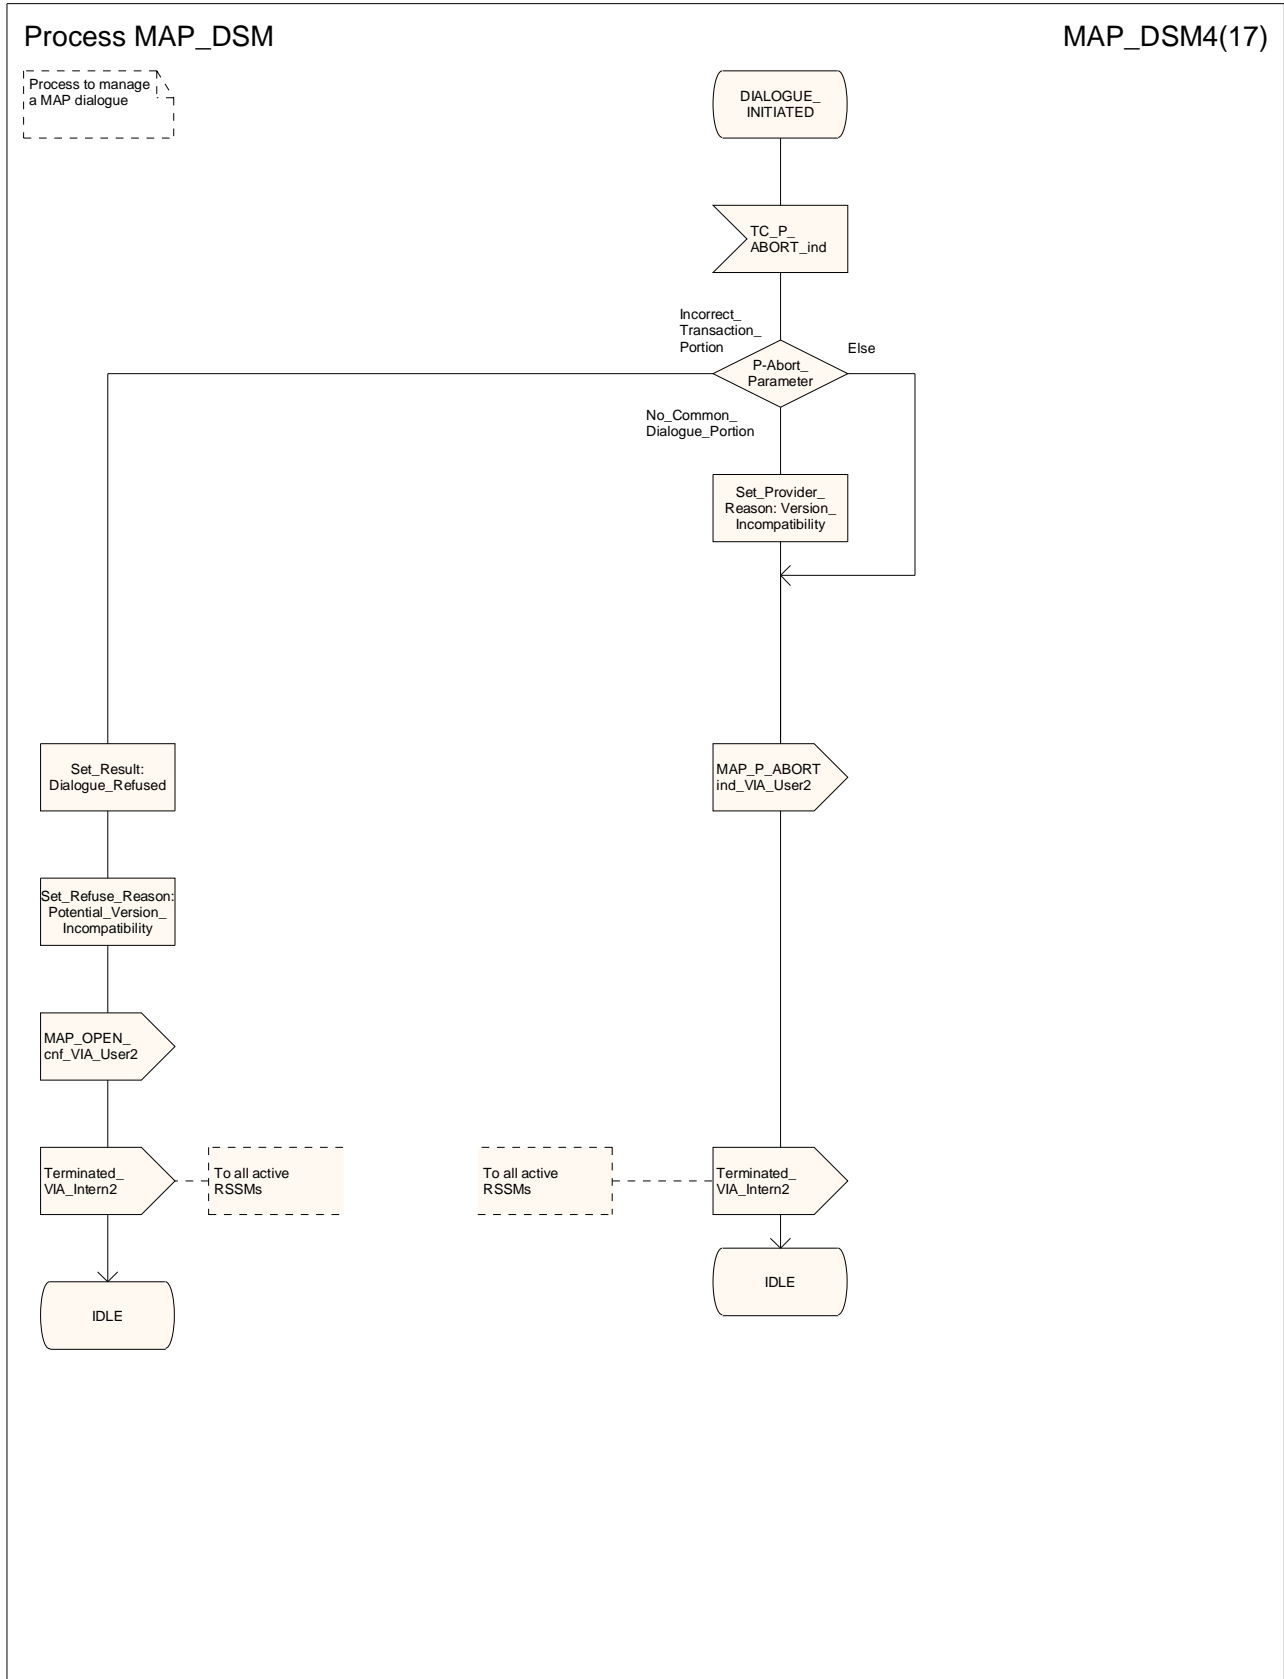 Process MAP_DSM
MAP_DSM4(17)
Process to manage
a MAP dialogue
DIALOGUE_
INITIATED
TC_P_
ABORT_ind
Incorrect_
Transaction_
Portion
Else
P-Abort_
Parameter
No_Common_
Dialogue_Portion
Set_Provider_
Reason: Version_
Incompatibility
Set_Result:
Dialogue_Refused
MAP_P_ABORT
ind_VIA_User2
Set_Refuse_Reason:
Potential_Version_
Incompatibility
MAP_OPEN_
cnf_VIA_User2
Terminated_
VIA_Intern2
To all active
RSSMs
To all active
RSSMs
Terminated_
VIA_Intern2
IDLE
IDLE